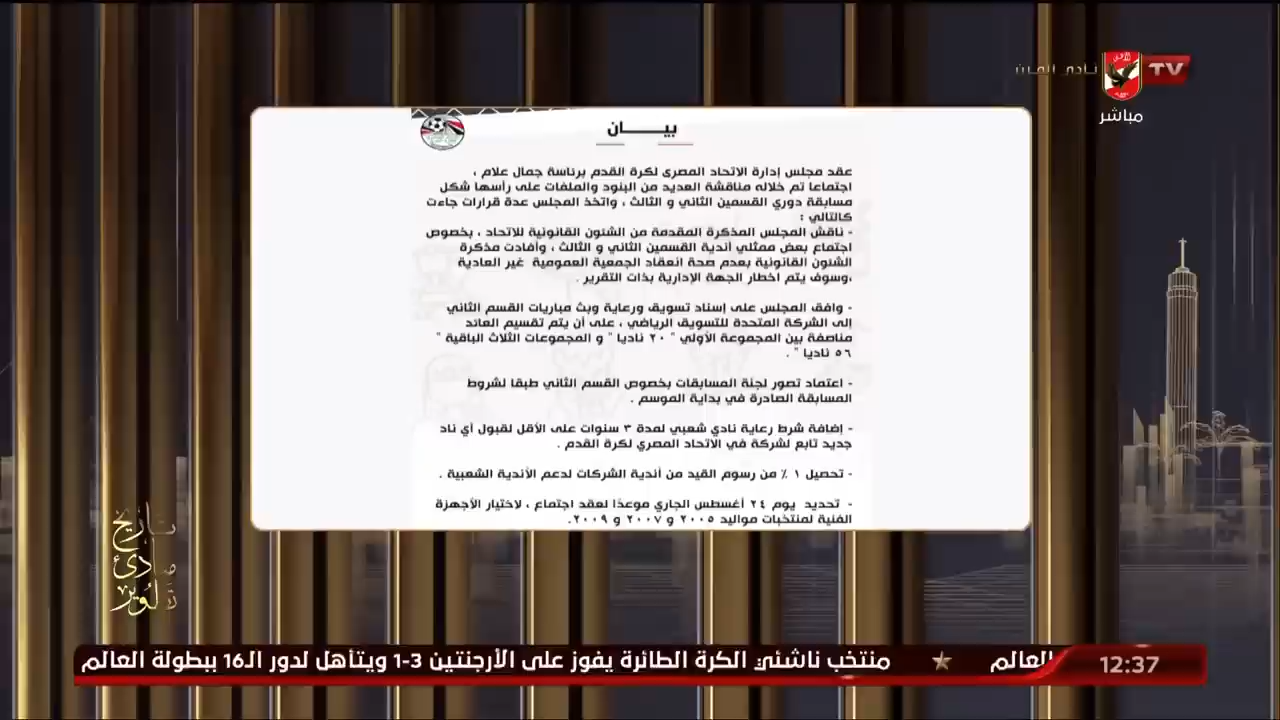 نادي القرن
TV
مباشر
بيـــــــان
عقد مجلس إدارة الاتحاد المصرى لكرة القدم برئاسة جمال علام ،
اجتماعا تم خلاله مناقشة العديد من البنود والملفات على رأسها شكل
مسابقة دوري القسمين الثاني و الثالث ، واتخذ المجلس عدة قرارات جاءت
كالتالي :
- ناقش المجلس المذكرة المقدمة من الشئون القانونية للاتحاد ، بخصوص
اجتماع بعض ممثلي أندية القسمين الثاني و الثالث ، وأفادت مذكرة
الشئون القانونية بعدم صحة انعقاد الجمعية العمومية غير العادية
،وسوف يتم اخطار الجهة الإدارية بذات التقرير .
- وافق المجلس على إسناد تسويق ورعاية وبث مباريات القسم الثاني
إلى الشركة المتحدة للتسويق الرياضي ، على أن يتم تقسيم العائد
مناصفة بين المجموعة الأولي " ٢٠ ناديا " و المجموعات الثلاث الباقية "
٥٦ ناديا " .
- اعتماد تصور لجنة المسابقات بخصوص القسم الثاني طبقا لشروط
المسابقة الصادرة في بداية الموسم .
- إضافة شرط رعاية نادي شعبي لمدة ٣ سنوات على الأقل لقبول أي ناد
جديد تابع لشركة في الاتحاد المصري لكرة القدم .
- تحصيل ١ ٪ من رسوم القيد من أندية الشركات لدعم الأندية الشعبية .
- تحديد يوم ٢٤ أغسطس الجاري موعدًا لعقد اجتماع ، لاختيار الأجهزة
الفنية لمنتخبات مواليد ٢٠٠٥ و ٢٠٠٧ و ٢٠٠٩.
تاريخ
العالم ★ منتخب ناشئي الكرة الطائرة يفوز على الأرجنتين 3-1 ويتأهل لدور الـ16 ببطولة العالم
12:37